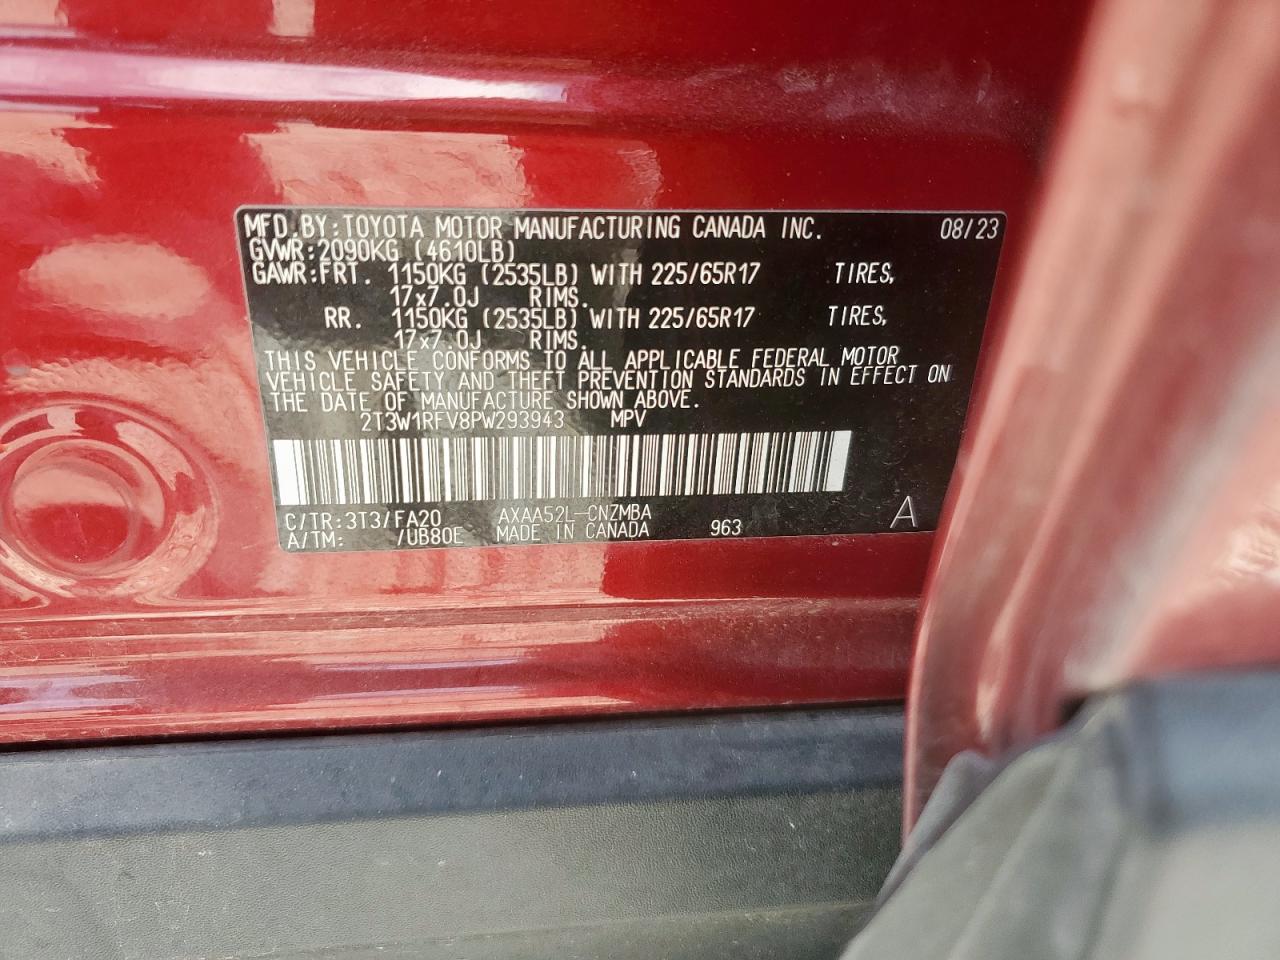 MFD.BY:TOYOTA MOTOR MANUFACTURING CANADA INC. 08/23
GVWR:2090KG (4610LB)
GAWR:FRT. 1150KG (2535LB) WITH 225/65R17 TIRES,
17x7.0J RIMS.
RR. 1150KG (2535LB) WITH 225/65R17 TIRES,
17x7.0J RIMS.
THIS VEHICLE CONFORMS TO ALL APPLICABLE FEDERAL MOTOR
VEHICLE SAFETY AND THEFT PREVENTION STANDARDS IN EFFECT ON
THE DATE OF MANUFACTURE SHOWN ABOVE.
2T3W1RFV8PW293943 MPV
C/TR:3T3/FA20 AXAA52L-CNZMBA
A/TM: /UB80E MADE IN CANADA 963 A